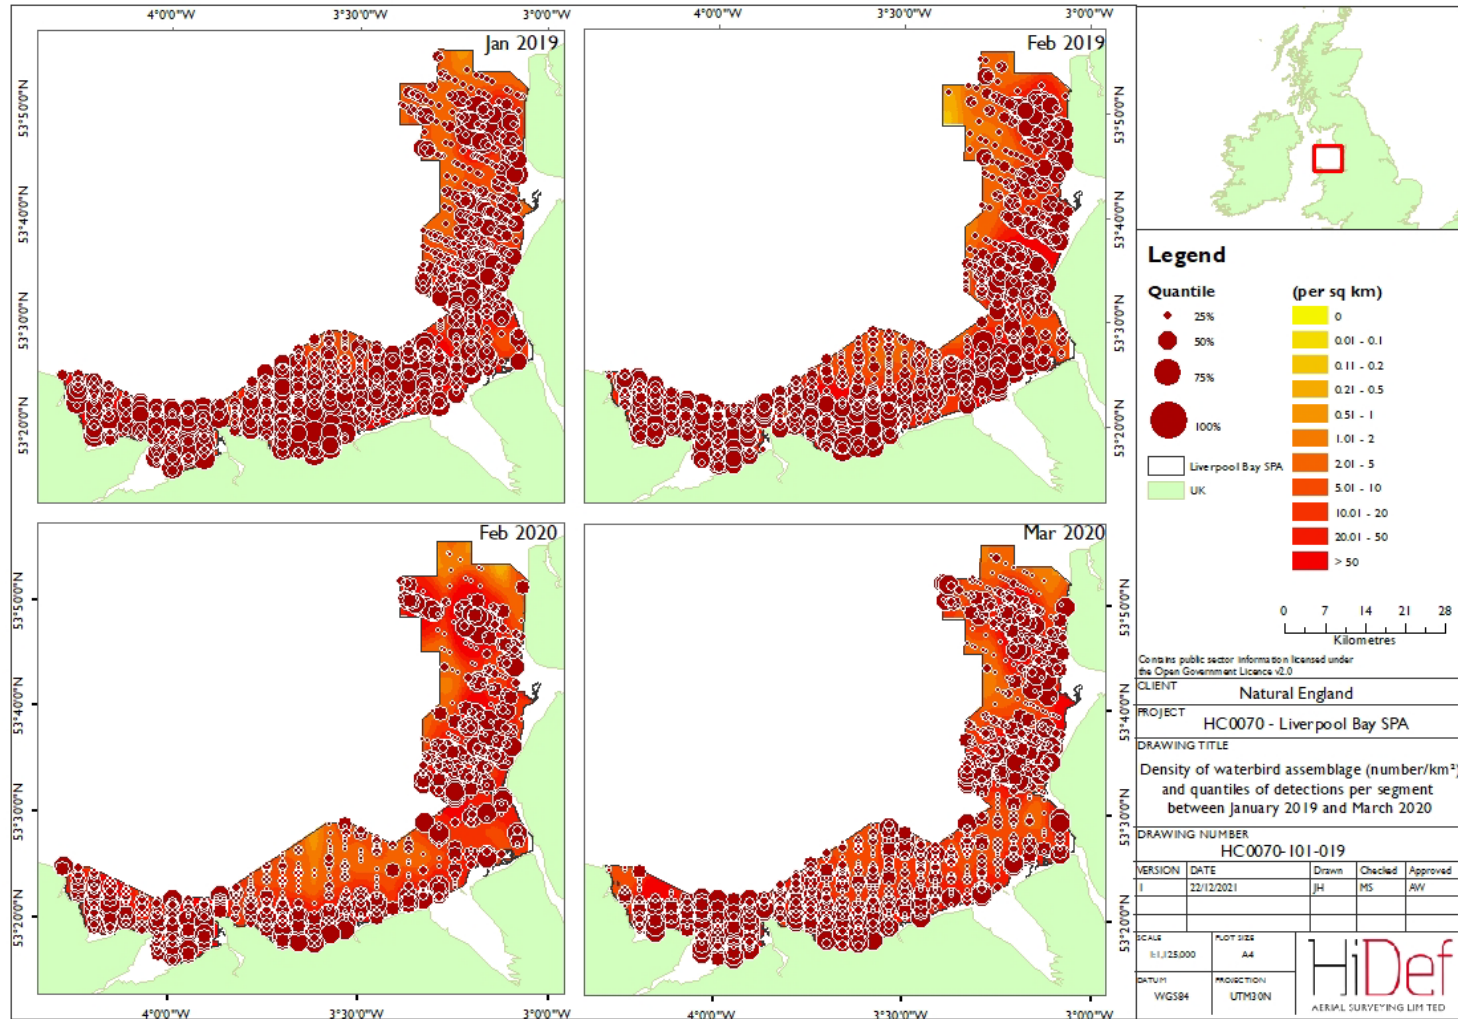 4°0'0"W 3°30'0"W 3°0'0"W 4°0'0"W 3°30'0"W 3°0'0"W
Jan 2019
Feb 2019
53°50'0"N
53°40'0"N
53°30'0"N
53°20'0"N
53°50'0"N
53°40'0"N
53°30'0"N
53°20'0"N
Feb 2020
Mar 2020
53°50'0"N
53°40'0"N
53°30'0"N
53°20'0"N
53°50'0"N
53°40'0"N
53°30'0"N
53°20'0"N
4°0'0"W 3°30'0"W 3°0'0"W 4°0'0"W 3°30'0"W 3°0'0"W
Legend
Quantile
25%
50%
75%
100%
Liverpool Bay SPA
UK
(per sq km)
0
0.01 - 0.1
0.11 - 0.2
0.21 - 0.5
0.51 - 1
1.01 - 2
2.01 - 5
5.01 - 10
10.01 - 20
20.01 - 50
> 50
0 7 14 21 28
Kilometres
Contains public sector information licensed under
the Open Government Licence v2.0
CLIENT
Natural England
PROJECT
HC0070 - Liverpool Bay SPA
DRAWING TITLE
Density of waterbird assemblage (number/km²)
and quantiles of detections per segment
between January 2019 and March 2020
DRAWING NUMBER
HC0070-101-019
VERSION DATE Drawn Checked Approved
1 22/12/2021 JH MS AW
SCALE PLOT SIZE
1:1,125,000 A4
DATUM PROJECTION
WGS84 UTM30N
HiDef
AERIAL SURVEYING LIMITED